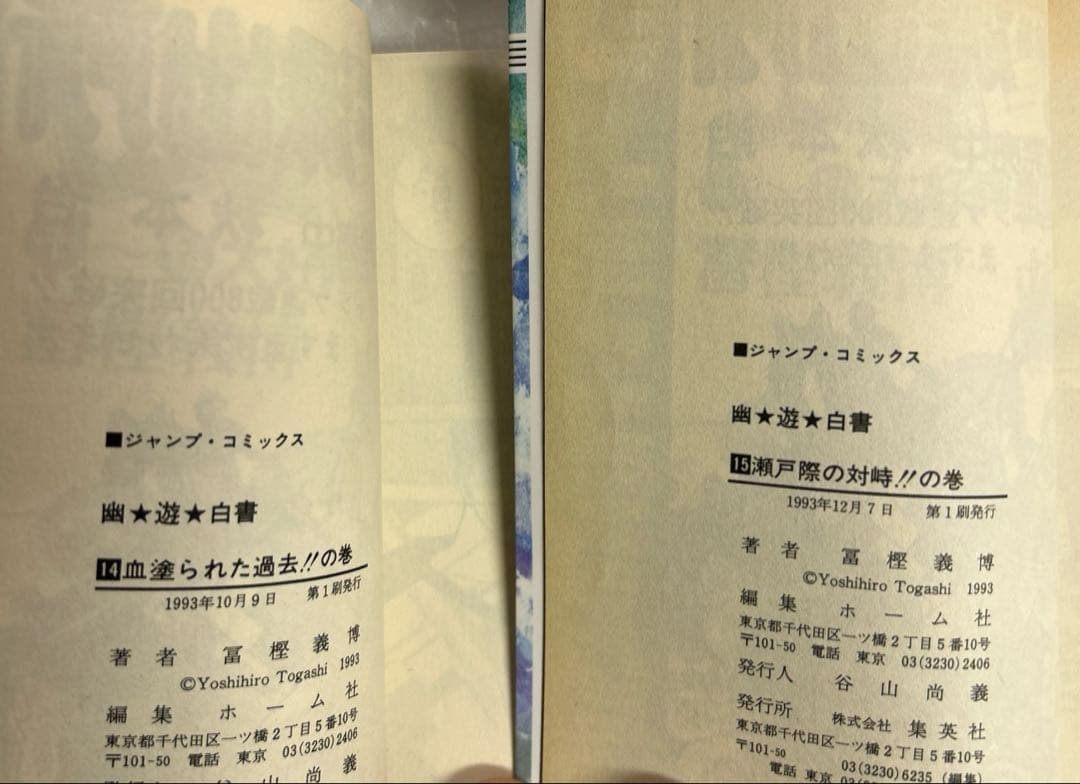 ■ジャンプ・コミックス
幽★遊★白書
14血塗られた過去!!の巻
1993年10月9日 第1刷発行
著者 冨樫義博
©Yoshihiro Togashi 1993
編集 ホーム社
東京都千代田区一ツ橋2丁目5番10号
〒101-50 電話 東京 03(3230)2406
谷山尚義
■ジャンプ・コミックス
幽★遊★白書
15瀬戸際の対峙!!の巻
1993年12月7日 第1刷発行
著者 冨樫義博
©Yoshihiro Togashi 1993
編集 ホーム社
東京都千代田区一ツ橋2丁目5番10号
〒101-50 電話 東京 03(3230)2406
発行人 谷山尚義
発行所 株式会社 集英社
東京都千代田区一ツ橋2丁目5番10号
〒101-50 03(3230)6235(編集)
電話 東京